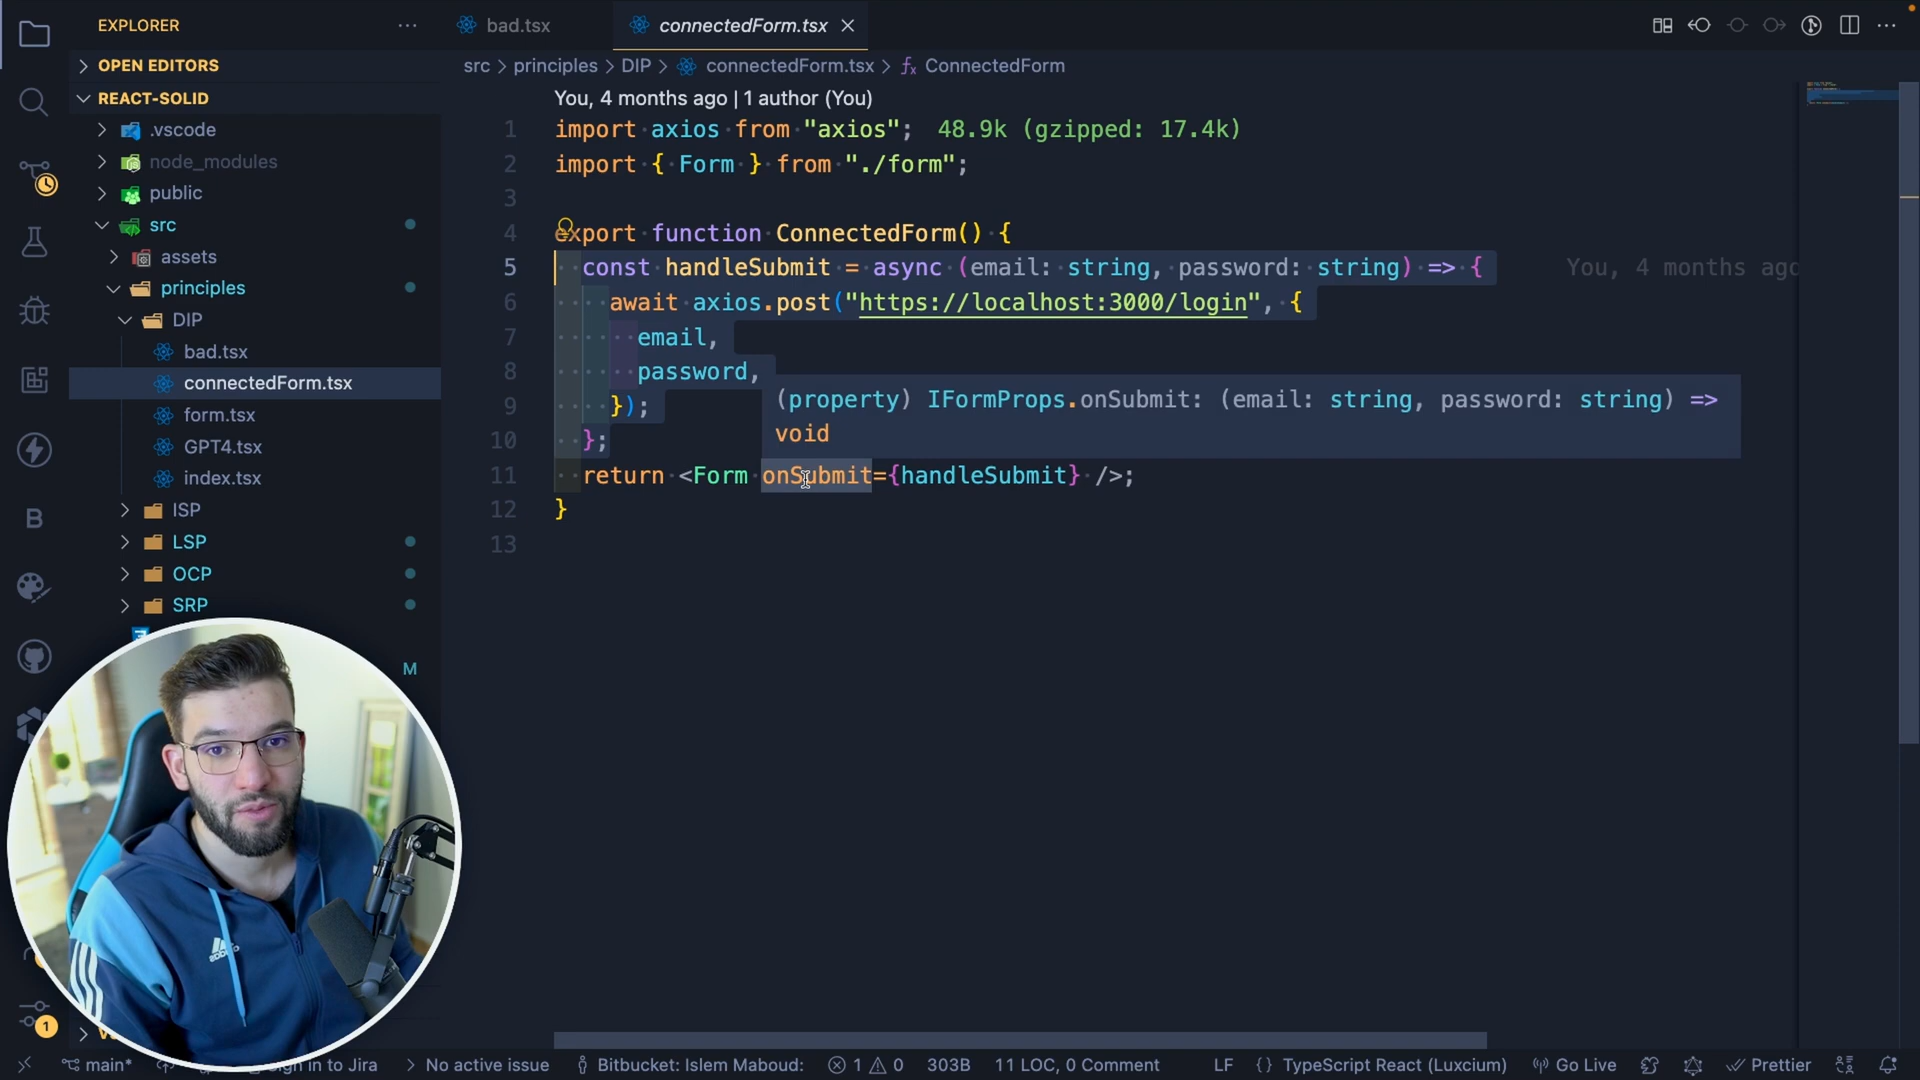 EXPLORER
OPEN EDITORS
REACT-SOLID
.vscode
node_modules
public
src
assets
principles
DIP
bad.tsx
connectedForm.tsx
form.tsx
GPT4.tsx
index.tsx
ISP
LSP
OCP
SRP
M
B
1
bad.tsx
connectedForm.tsx
src > principles > DIP > connectedForm.tsx > ConnectedForm
You, 4 months ago | 1 author (You)
1 import axios from "axios"; 48.9k (gzipped: 17.4k)
2 import { Form } from "./form";
3
4 export function ConnectedForm() {
5 const handleSubmit = async (email: string, password: string) => { You, 4 months ago
6 await axios.post("https://localhost:3000/login", {
7 email,
8 password,
9 });
10 };
(property) IFormProps.onSubmit: (email: string, password: string) =>
void
11 return <Form onSubmit={handleSubmit} />;
12 }
13
main* Sign in to Jira No active issue Bitbucket: Islem Maboud: 1 0 303B 11 LOC, 0 Comment LF {} TypeScript React (Luxcium) Go Live Prettier